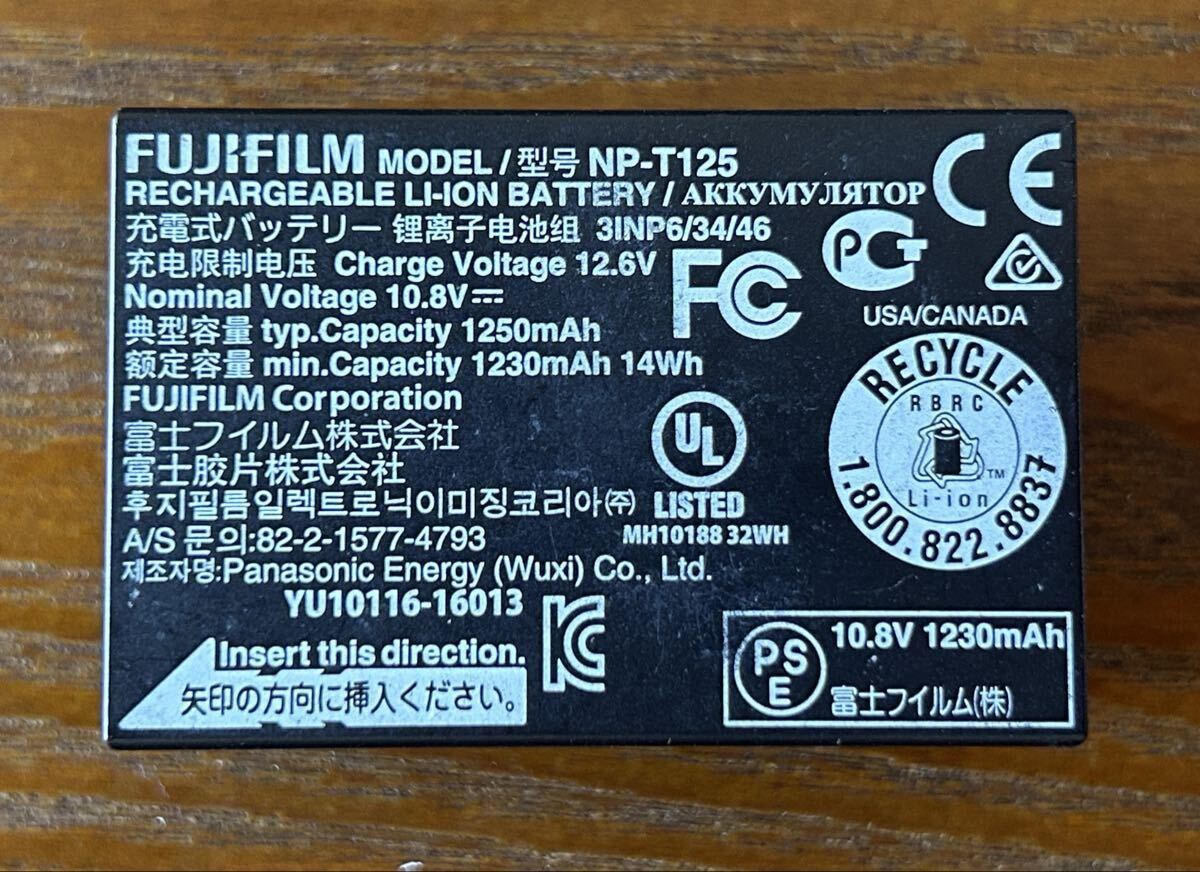 FUJIFILM MODEL/型号 NP-T125
RECHARGEABLE LI-ION BATTERY/АККУМУЛЯТОР
充電式バッテリー 锂离子电池组 3INP6/34/46
充电限制电压 Charge Voltage 12.6V
Nominal Voltage 10.8V⎓
典型容量 typ.Capacity 1250mAh
额定容量 min.Capacity 1230mAh 14Wh
FUJIFILM Corporation
富士フイルム株式会社
富士胶片株式会社
후지필름일렉트로닉이미징코리아㈜
A/S 문의:82-2-1577-4793
제조자명:Panasonic Energy (Wuxi) Co., Ltd.
YU10116-16013
Insert this direction.
矢印の方向に挿入ください。
CE
FC
PCT
USA/CANADA
RECYCLE
RBRC
Li-ion
TM
1.800.822.8837
UL
LISTED
MH10188 32WH
KC
PSE
10.8V 1230mAh
富士フイルム(株)